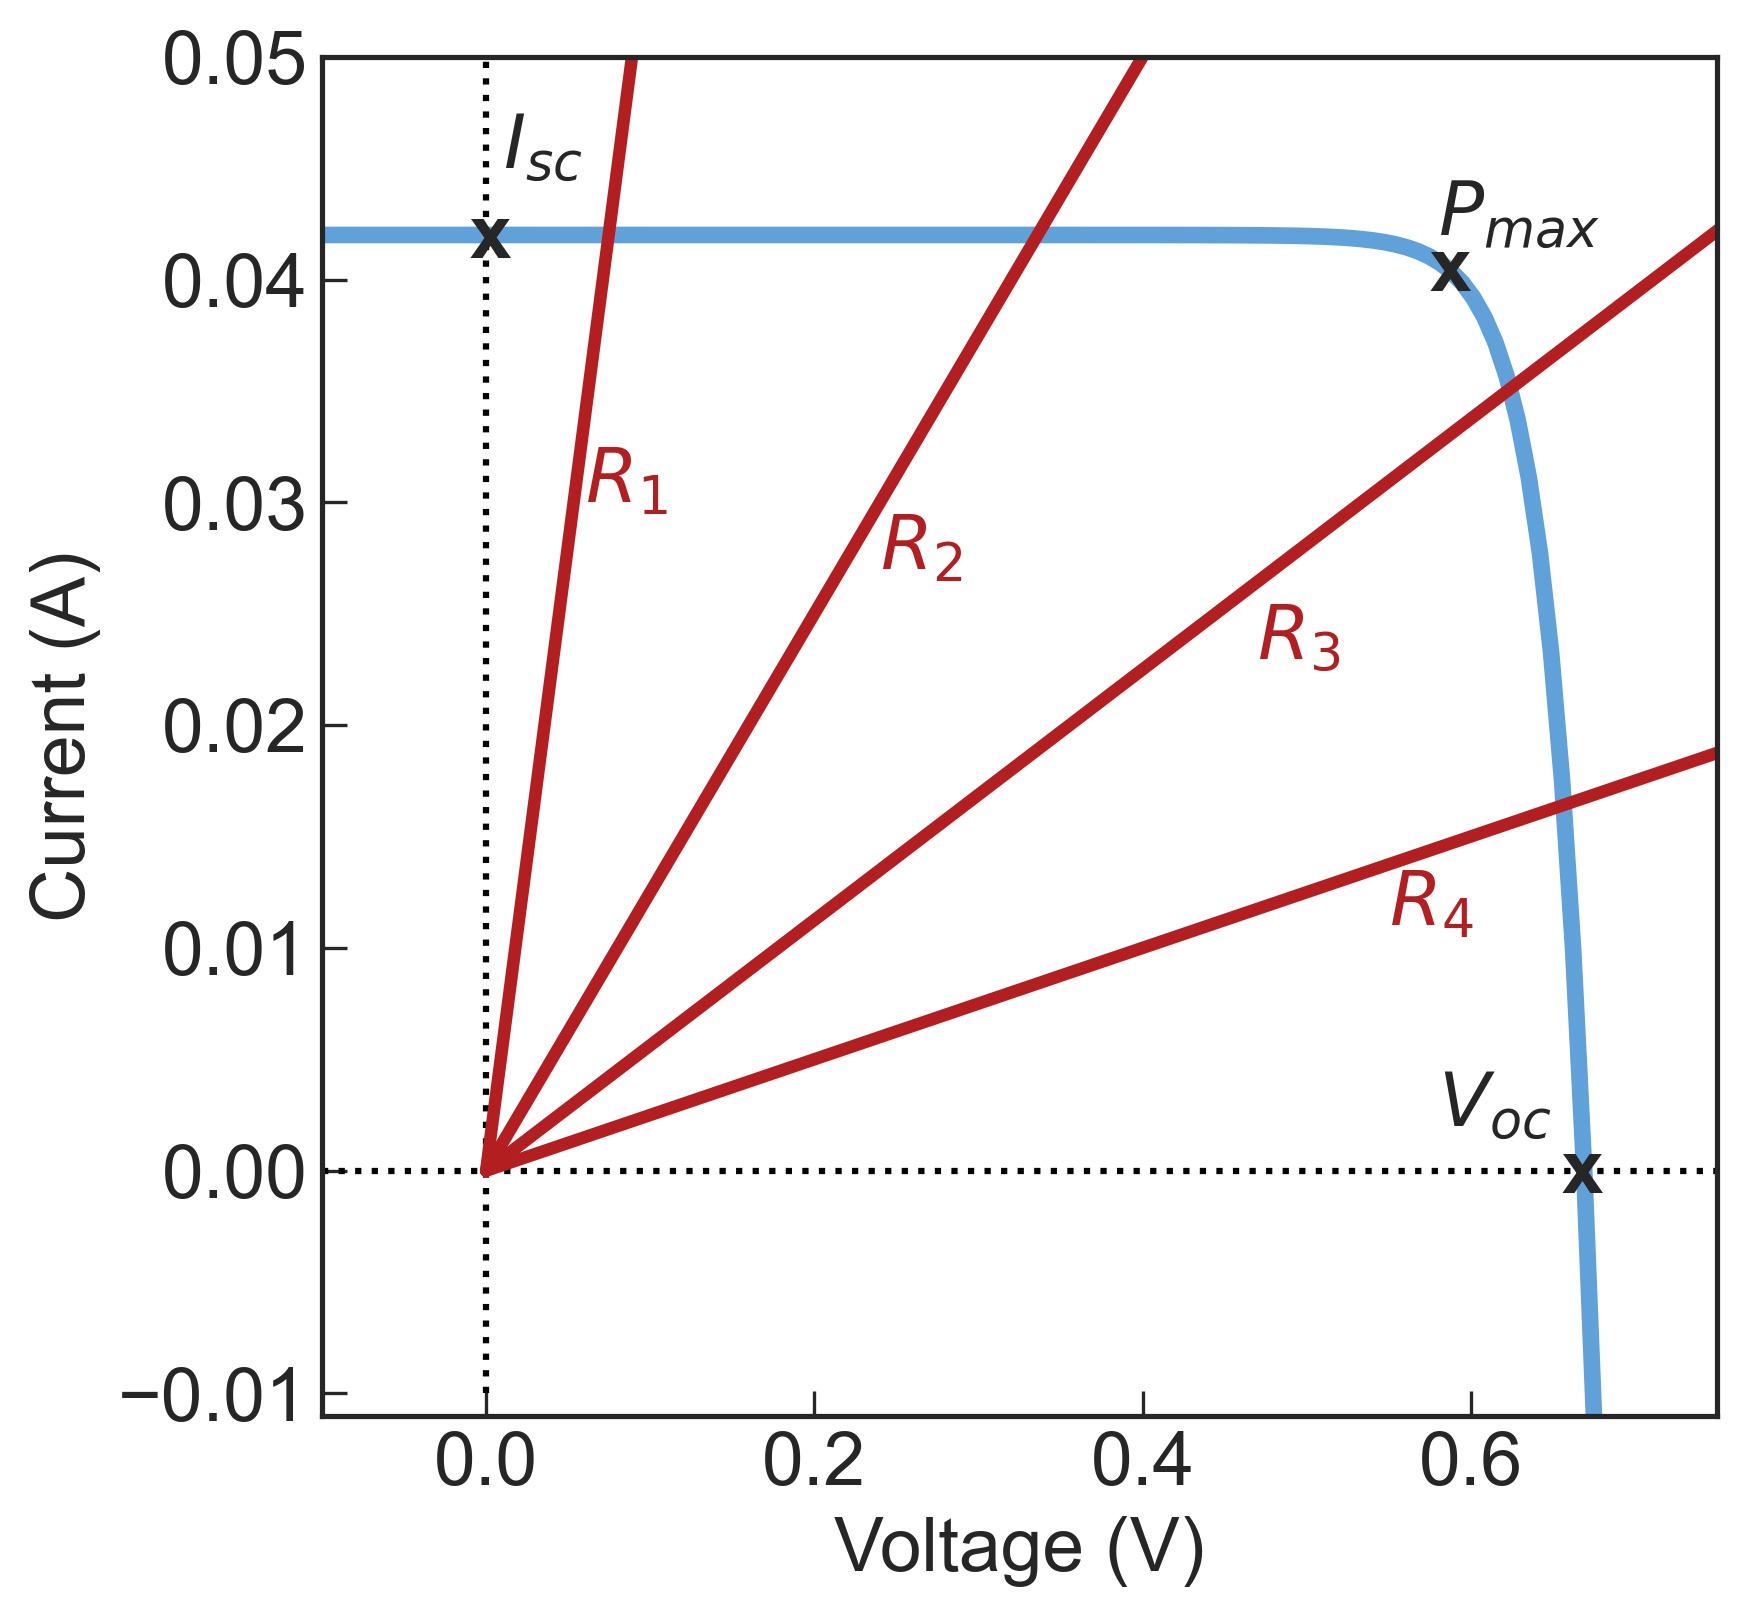 0.05
I_sc
P_max
0.04
R_1
0.03
R_2
R_3
0.02
Current (A)
R_4
0.01
V_oc
0.00
−0.01
0.0 0.2 0.4 0.6
Voltage (V)
x
x
x